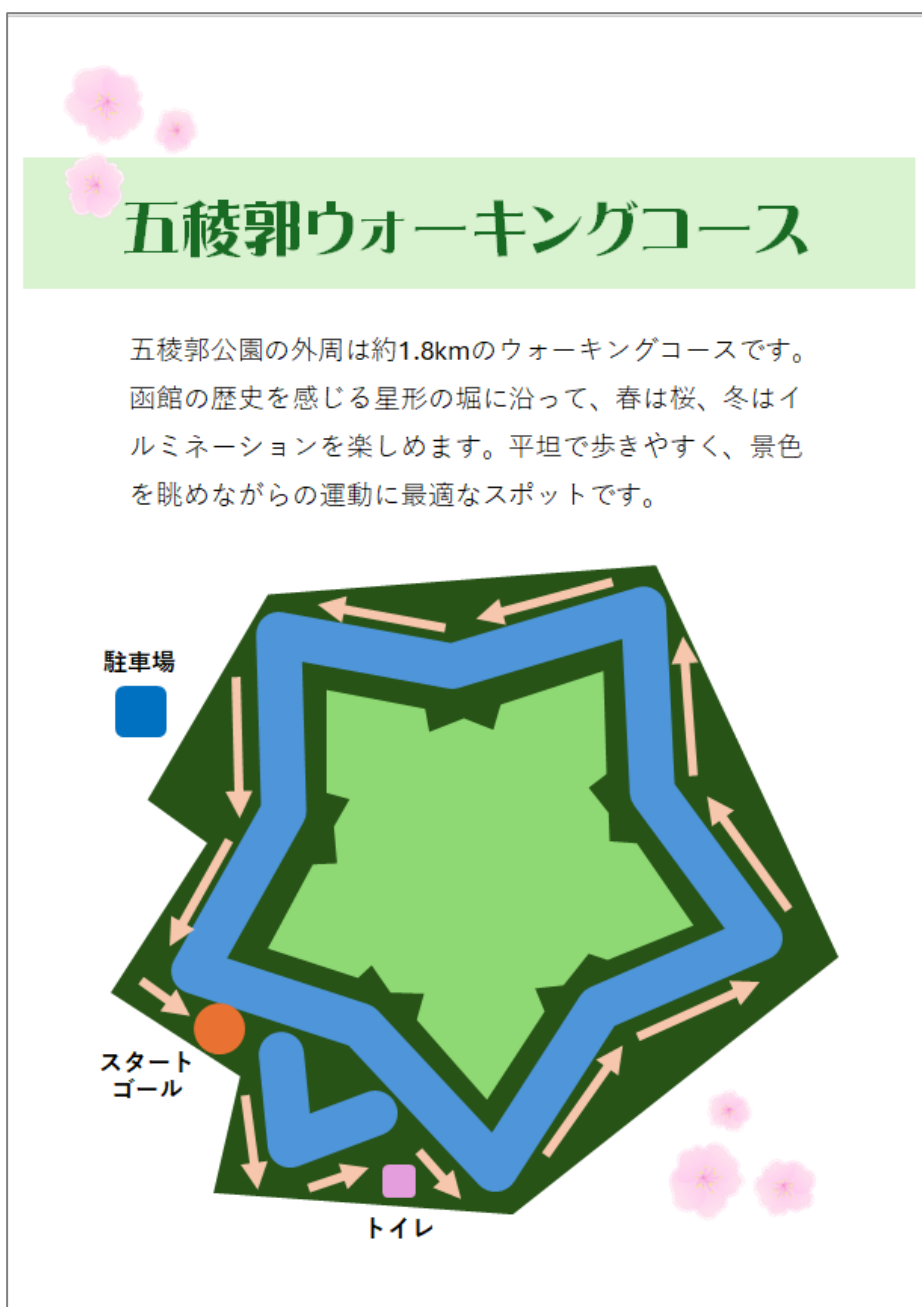 五稜郭ウォーキングコース
五稜郭公園の外周は約1.8kmのウォーキングコースです。
函館の歴史を感じる星形の堀に沿って、春は桜、冬はイ
ルミネーションを楽しめます。平坦で歩きやすく、景色
を眺めながらの運動に最適なスポットです。
駐車場
スタート
ゴール
トイレ